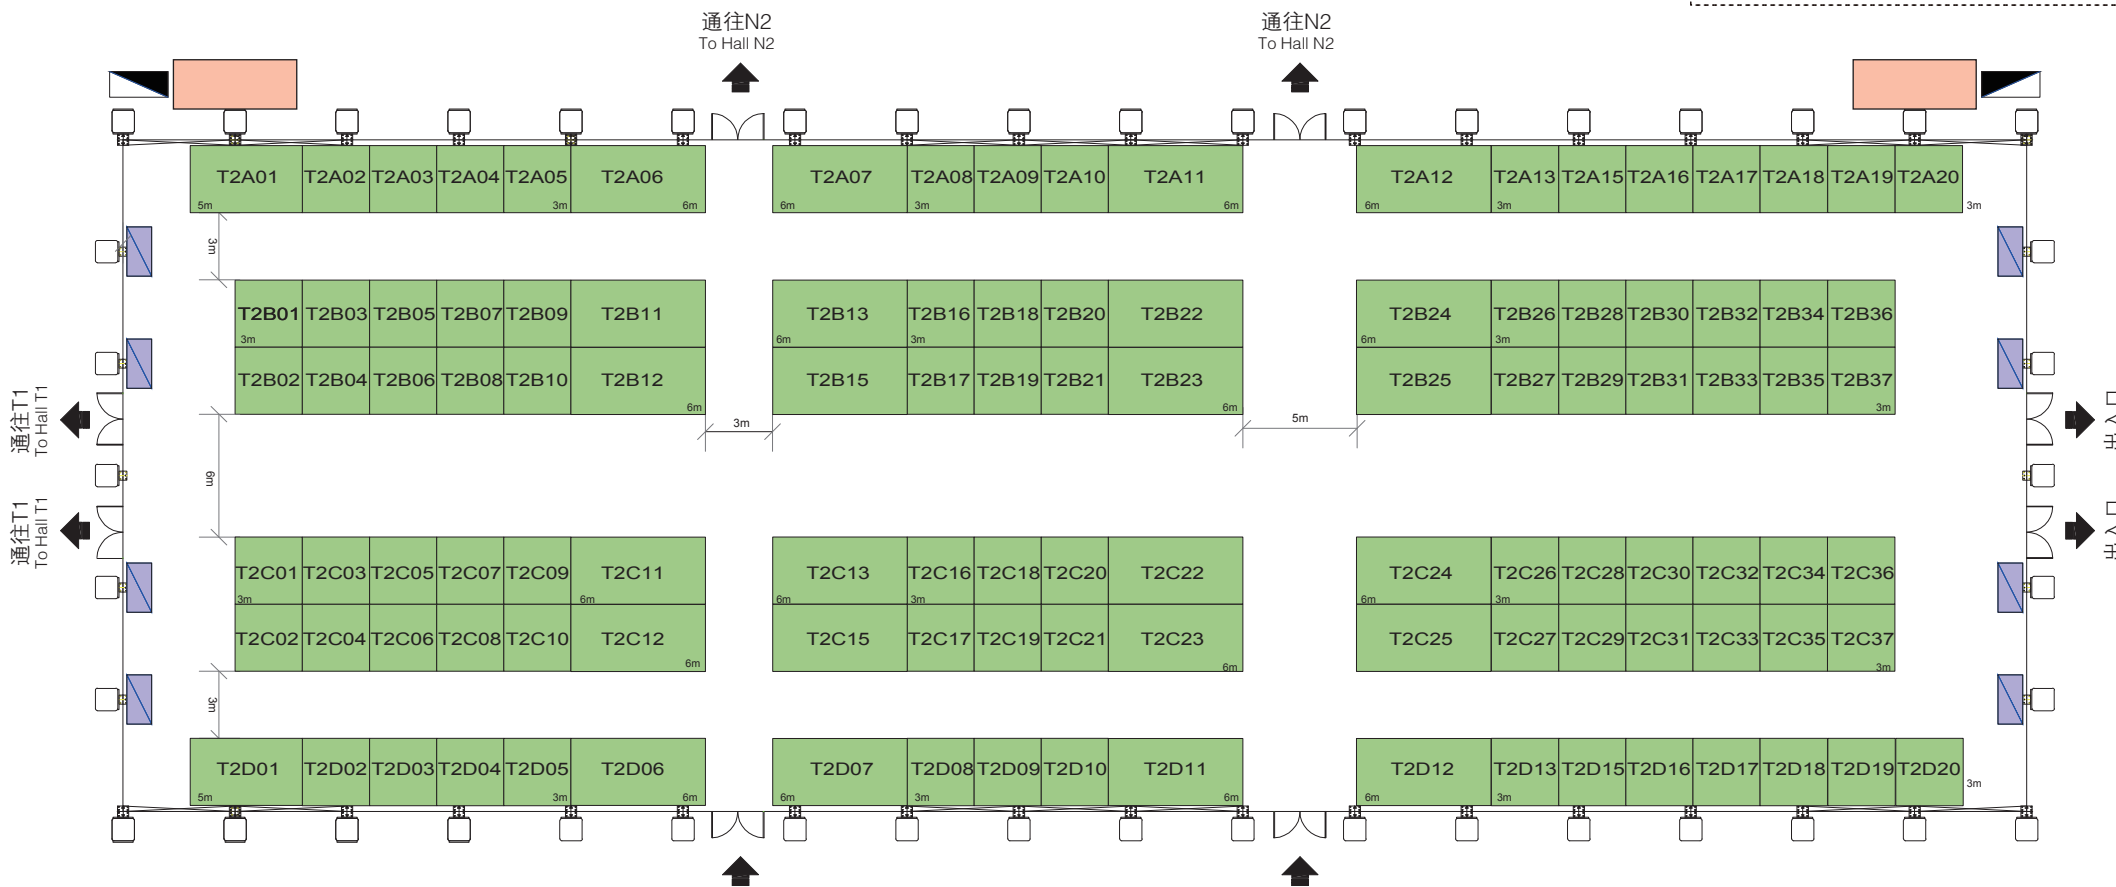 通往N2
To Hall N2
通往N2
To Hall N2
T2A01 T2A02 T2A03 T2A04 T2A05 T2A06 T2A07 T2A08 T2A09 T2A10 T2A11 T2A12 T2A13 T2A15 T2A16 T2A17 T2A18 T2A19 T2A20
5m 3m 6m 6m 3m 6m 6m 3m 3m
3m
T2B01 T2B03 T2B05 T2B07 T2B09 T2B11 T2B13 T2B16 T2B18 T2B20 T2B22 T2B24 T2B26 T2B28 T2B30 T2B32 T2B34 T2B36
3m 6m 3m 6m 3m
T2B02 T2B04 T2B06 T2B08 T2B10 T2B12 T2B15 T2B17 T2B19 T2B21 T2B23 T2B25 T2B27 T2B29 T2B31 T2B33 T2B35 T2B37
6m 6m 3m
通往T1
To Hall T1
3m 5m
6m
通往T1
To Hall T1
T2C01 T2C03 T2C05 T2C07 T2C09 T2C11 T2C13 T2C16 T2C18 T2C20 T2C22 T2C24 T2C26 T2C28 T2C30 T2C32 T2C34 T2C36
3m 6m 6m 3m 6m 3m
T2C02 T2C04 T2C06 T2C08 T2C10 T2C12 T2C15 T2C17 T2C19 T2C21 T2C23 T2C25 T2C27 T2C29 T2C31 T2C33 T2C35 T2C37
6m 6m 3m
3m
T2D01 T2D02 T2D03 T2D04 T2D05 T2D06 T2D07 T2D08 T2D09 T2D10 T2D11 T2D12 T2D13 T2D15 T2D16 T2D17 T2D18 T2D19 T2D20
5m 3m 6m 6m 3m 6m 6m 3m 3m